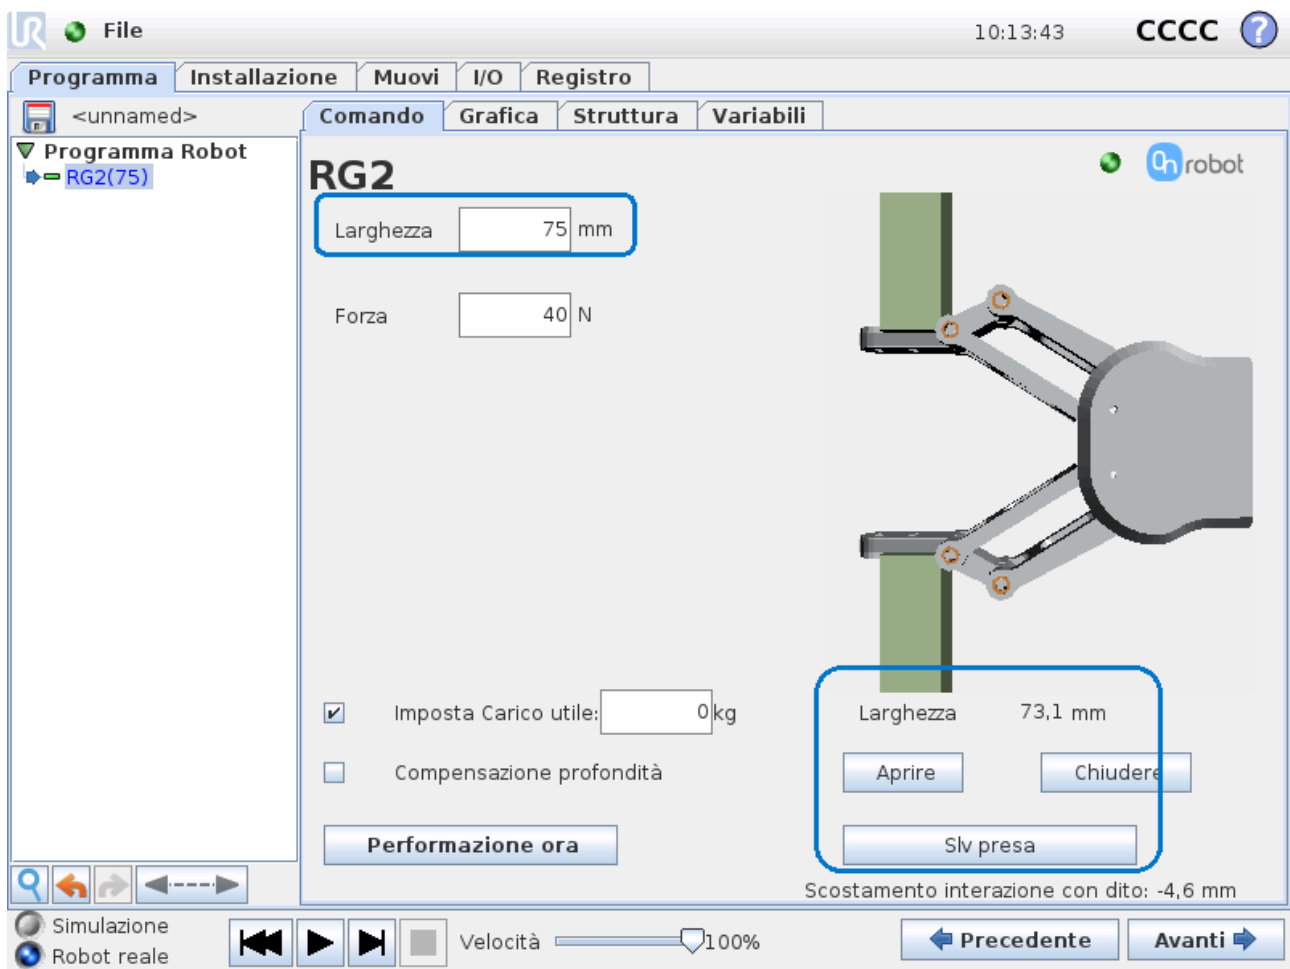 UR File 10:13:43 CCCC ?
Programma Installazione Muovi I/O Registro
<unnamed> Comando Grafica Struttura Variabili
Programma Robot
RG2(75)
RG2
On robot
Larghezza 75 mm
Forza 40 N
Imposta Carico utile: 0 kg
Larghezza 73,1 mm
Compensazione profondità
Aprire Chiudere
Performazione ora
Slv presa
Scostamento interazione con dito: -4,6 mm
Simulazione
Robot reale
Velocità 100%
Precedente Avanti